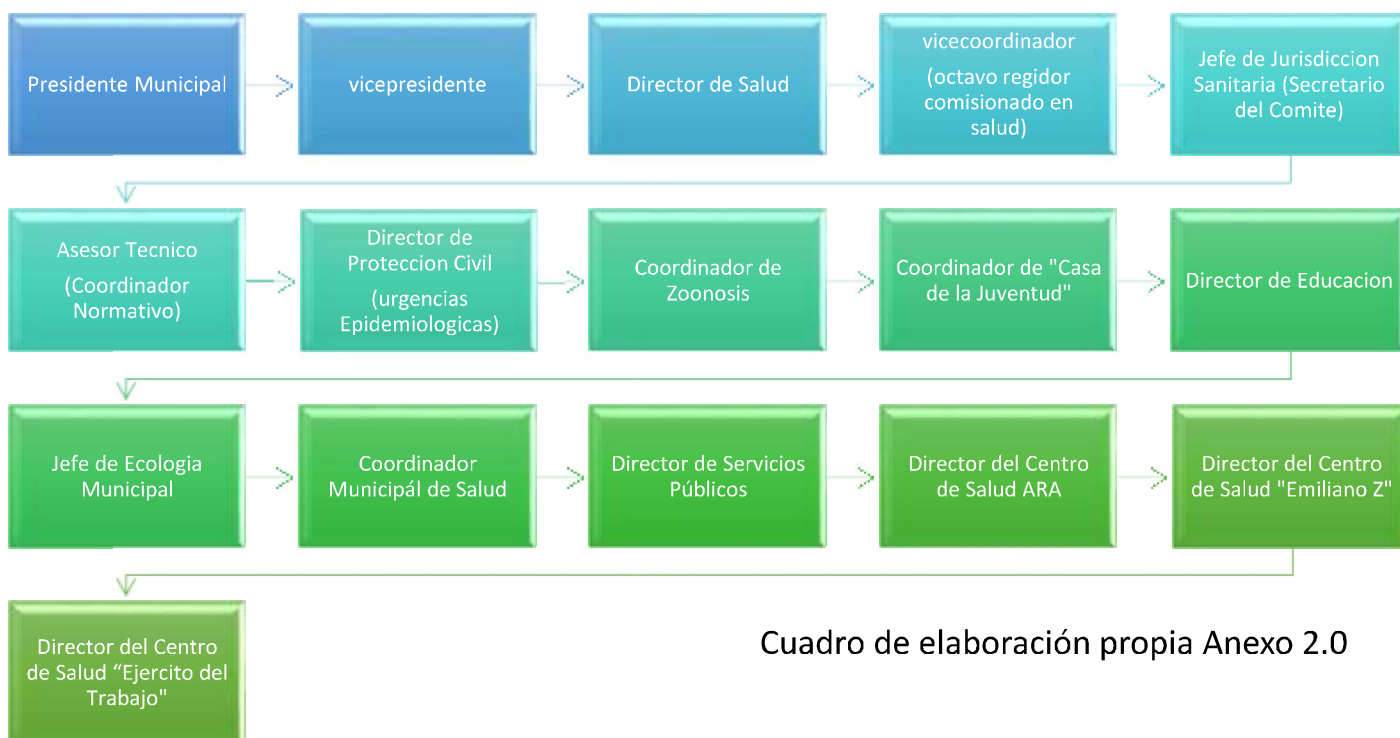 Presidente Municipal
vicepresidente
Director de Salud
vicecoordinador
(octavo regidor
comisionado en
salud)
Jefe de Jurisdiccion
Sanitaria (Secretario
del Comite)
Asesor Tecnico
(Coordinador
Normativo)
Director de
Proteccion Civil
(urgencias
Epidemiologicas)
Coordinador de
Zoonosis
Coordinador de "Casa
de la Juventud"
Director de Educacion
Jefe de Ecologia
Municipal
Coordinador
Municipál de Salud
Director de Servicios
Públicos
Director del Centro
de Salud ARA
Director del Centro
de Salud "Emiliano Z"
Director del Centro
de Salud “Ejercito del
Trabajo"
Cuadro de elaboración propia Anexo 2.0